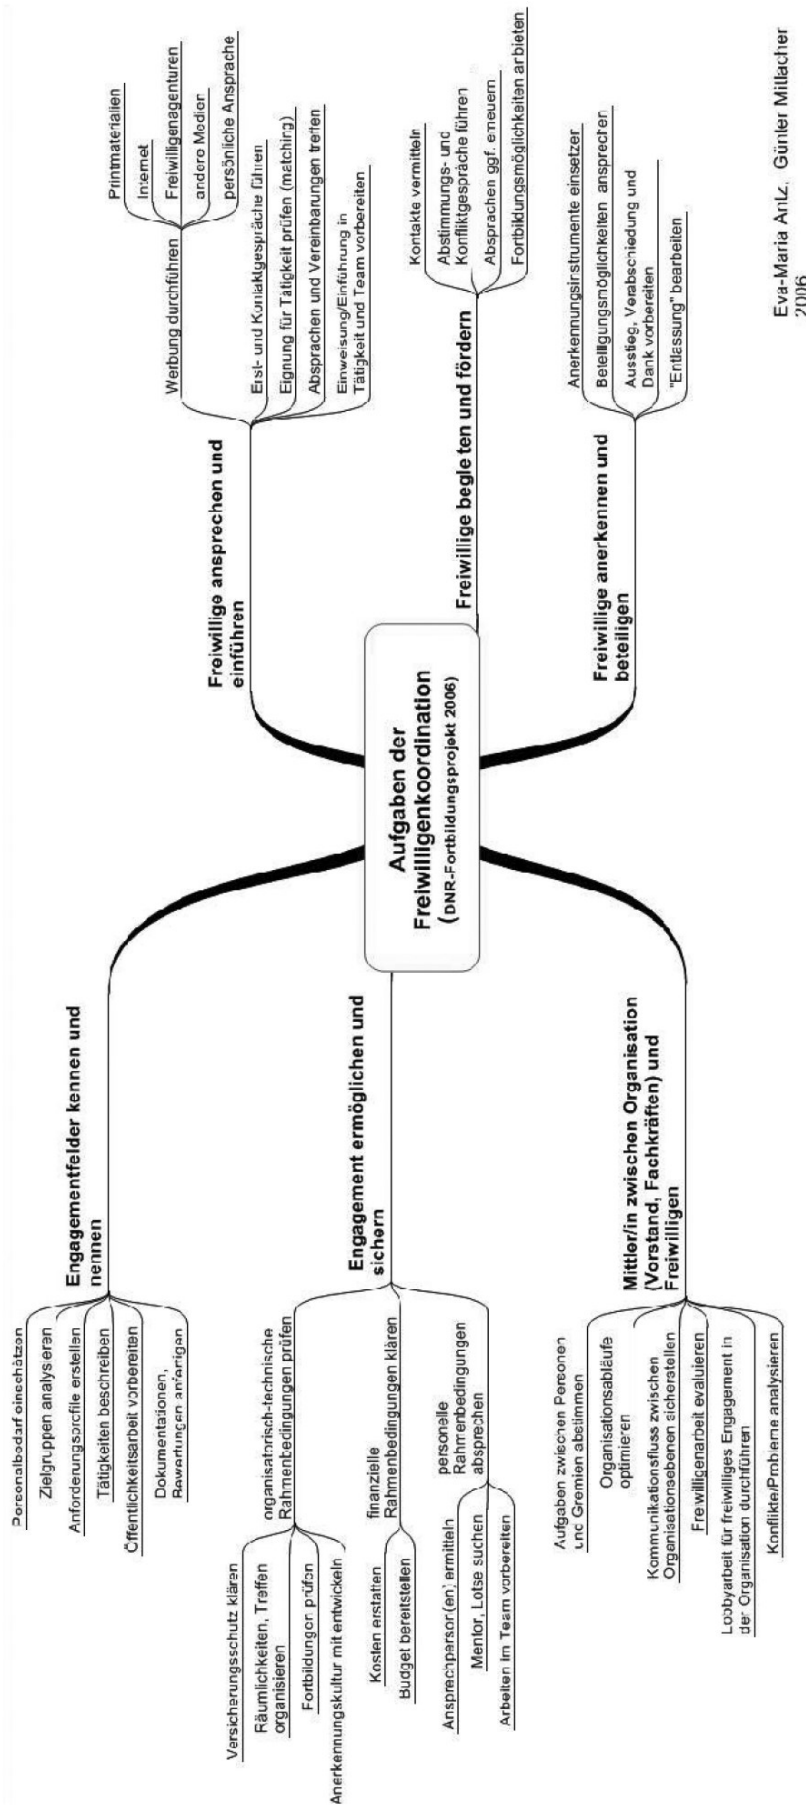 Aufgaben der
Freiwilligenkoordination
(DNR-Fortbildungsprojekt 2006)
Engagementfelder kennen und
nennen
Personalbedarf einschätzen
Zielgruppen analysieren
Anforderungsprofile erstellen
Tätigkeiten beschreiben
Öffentlichkeitsarbeit vorbereiten
Dokumentationen,
Bewertungen anfertigen
Engagement ermöglichen und
sichern
organisatorisch-technische
Rahmenbedingungen prüfen
Versicherungsschutz klären
Räumlichkeiten, Treffen
organisieren
Fortbildungen prüfen
Anerkennungskultur mit entwickeln
finanzielle
Rahmenbedingungen klären
Kosten erstatten
Budget bereitstellen
personelle
Rahmenbedingungen
absprechen
Ansprechperson(en) ermitteln
Mentor, Lotse suchen
Arbeiten im Team vorbereiten
Mittler/in zwischen Organisation
(Vorstand, Fachkräften) und
Freiwilligen
Aufgaben zwischen Personen
und Gremien abstimmen
Organisationsabläufe
optimieren
Kommunikationsfluss zwischen
Organisationsebenen sicherstellen
Freiwilligenarbeit evaluieren
Lobbyarbeit für freiwilliges Engagement in
der Organisation durchführen
Konflikte/Probleme analysieren
Freiwillige ansprechen und
einführen
Werbung durchführen
Printmaterialien
Internet
Freiwilligenagenturen
andere Medien
persönliche Ansprache
Erst- und Kontaktgespräche führen
Eignung für Tätigkeit prüfen (matching)
Absprachen und Vereinbarungen treffen
Einweisung/Einführung in
Tätigkeit und Team vorbereiten
Freiwillige begleiten und fördern
Kontakte vermitteln
Abstimmungs- und
Konfliktgespräche führen
Absprachen ggf. erneuern
Fortbildungsmöglichkeiten anbieten
Freiwillige anerkennen und
beteiligen
Anerkennungsinstrumente einsetzen
Beteiligungsmöglichkeiten ansprechen
Ausstieg, Verabschiedung und
Dank vorbereiten
"Entlassung" bearbeiten
Eva-Maria Antz, Günter Mitlacher
2006